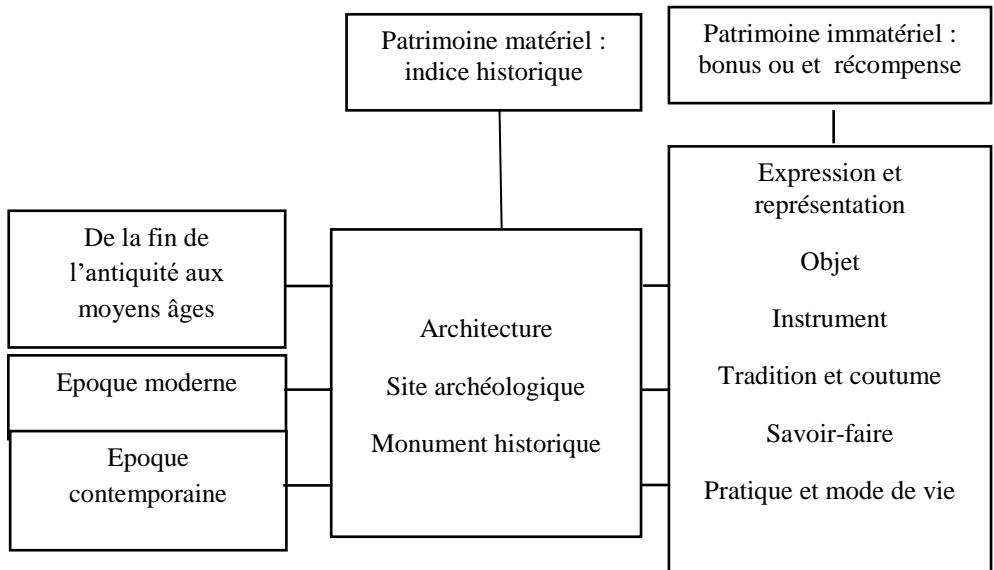 Patrimoine matériel :
indice historique
Patrimoine immatériel :
bonus ou et récompense
De la fin de
l’antiquité aux
moyens âges
Epoque moderne
Epoque
contemporaine
Architecture
Site archéologique
Monument historique
Expression et
représentation
Objet
Instrument
Tradition et coutume
Savoir-faire
Pratique et mode de vie